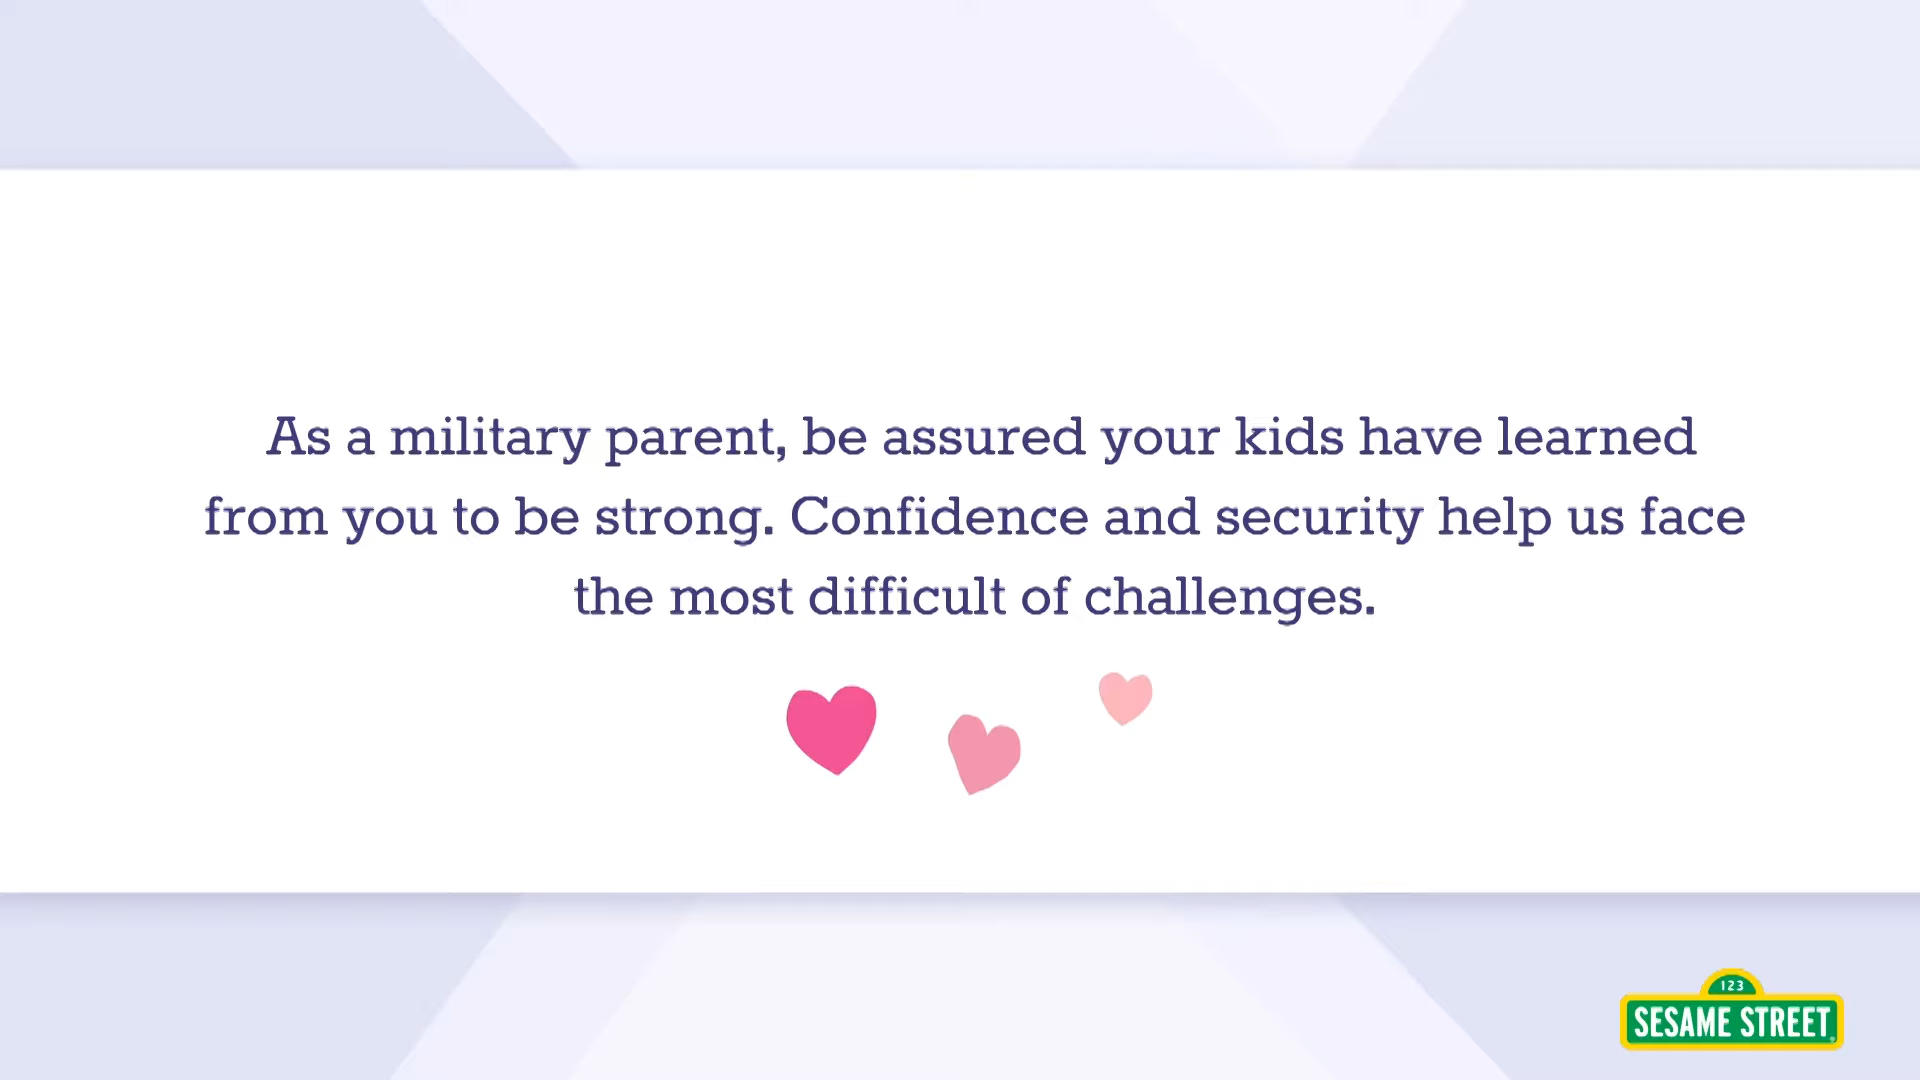 As a military parent, be assured your kids have learned
from you to be strong. Confidence and security help us face
the most difficult of challenges.
123
SESAME STREET